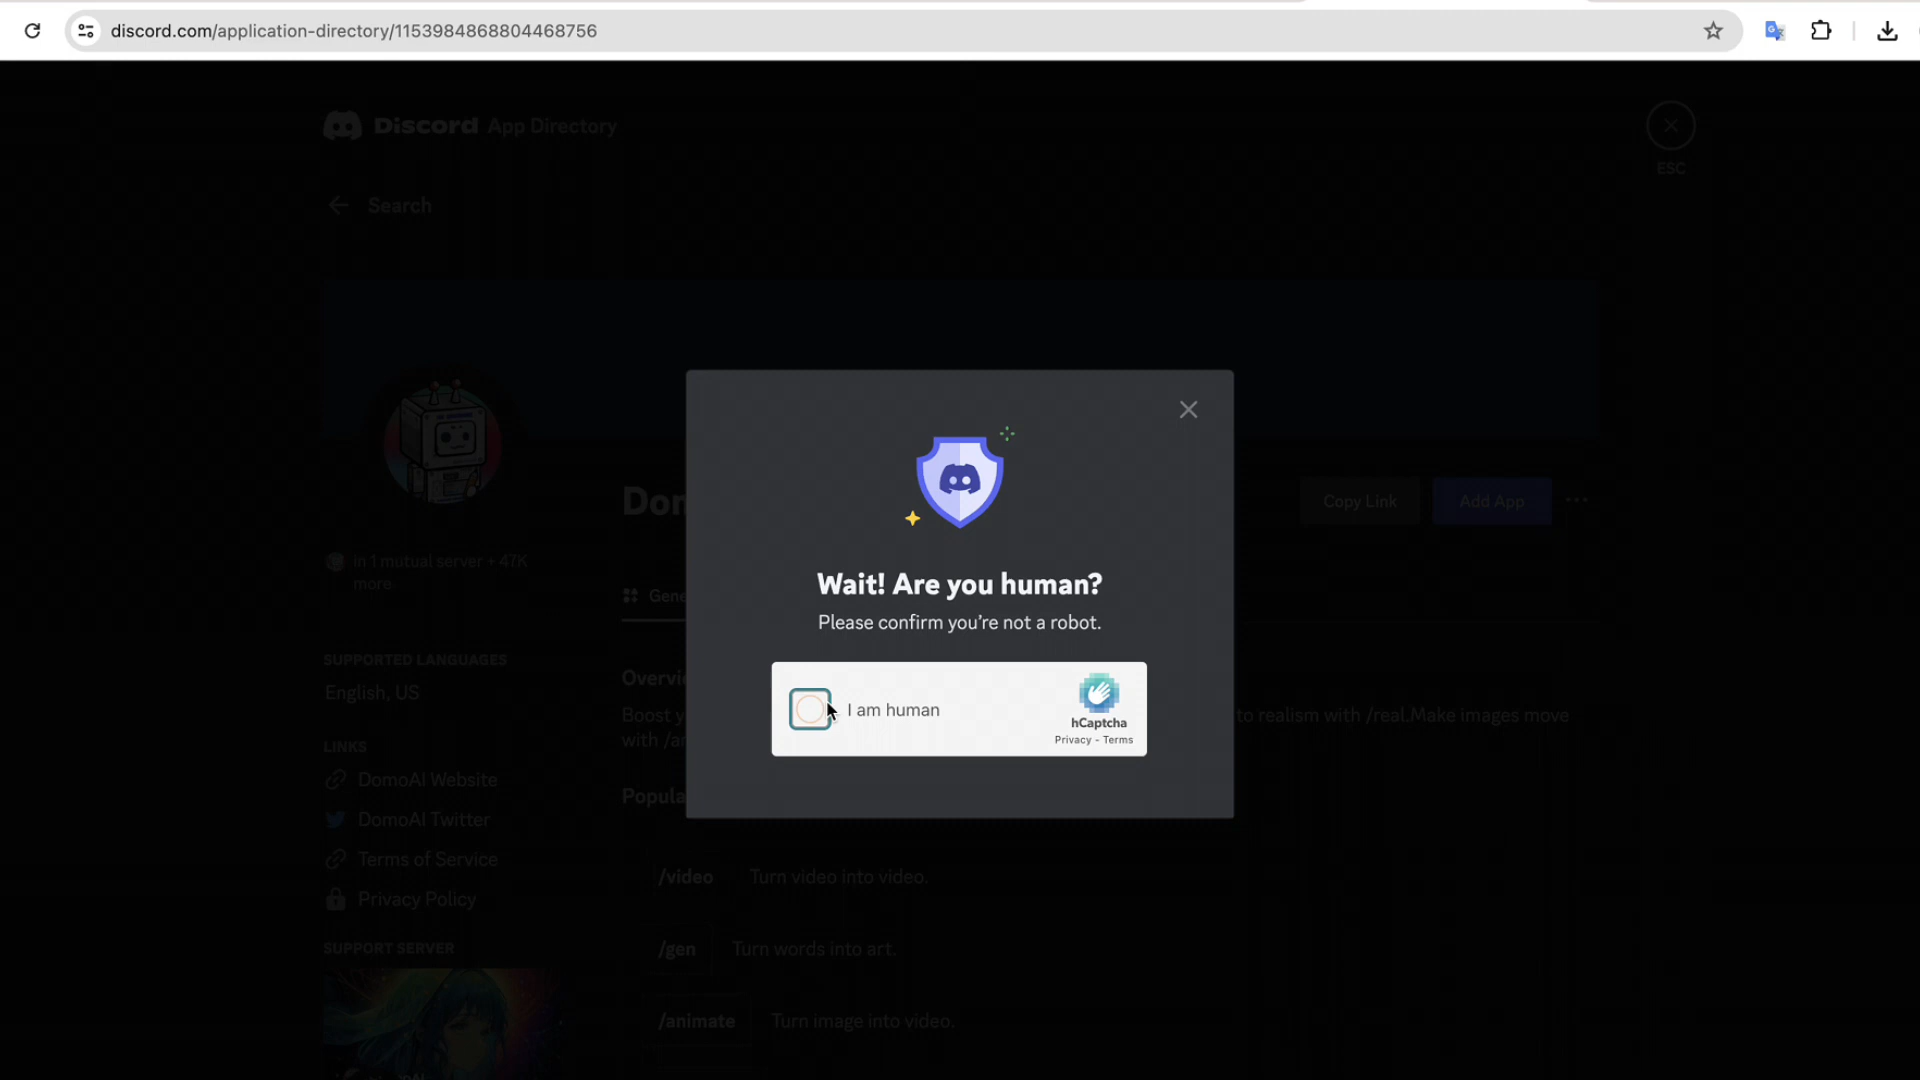 discord.com/application-directory/1153984868804468756
Discord App Directory
ESC
Search
Copy Link
Add App
in 1 mutual server + 47K
more
Wait! Are you human?
Please confirm you're not a robot.
I am human
hCaptcha
Privacy - Terms
SUPPORTED LANGUAGES
English, US
LINKS
DomoAI Website
DomoAI Twitter
Terms of Service
Privacy Policy
SUPPORT SERVER
to realism with /real.Make images move
/video Turn video into video.
/gen Turn words into art.
/animate Turn image into video.